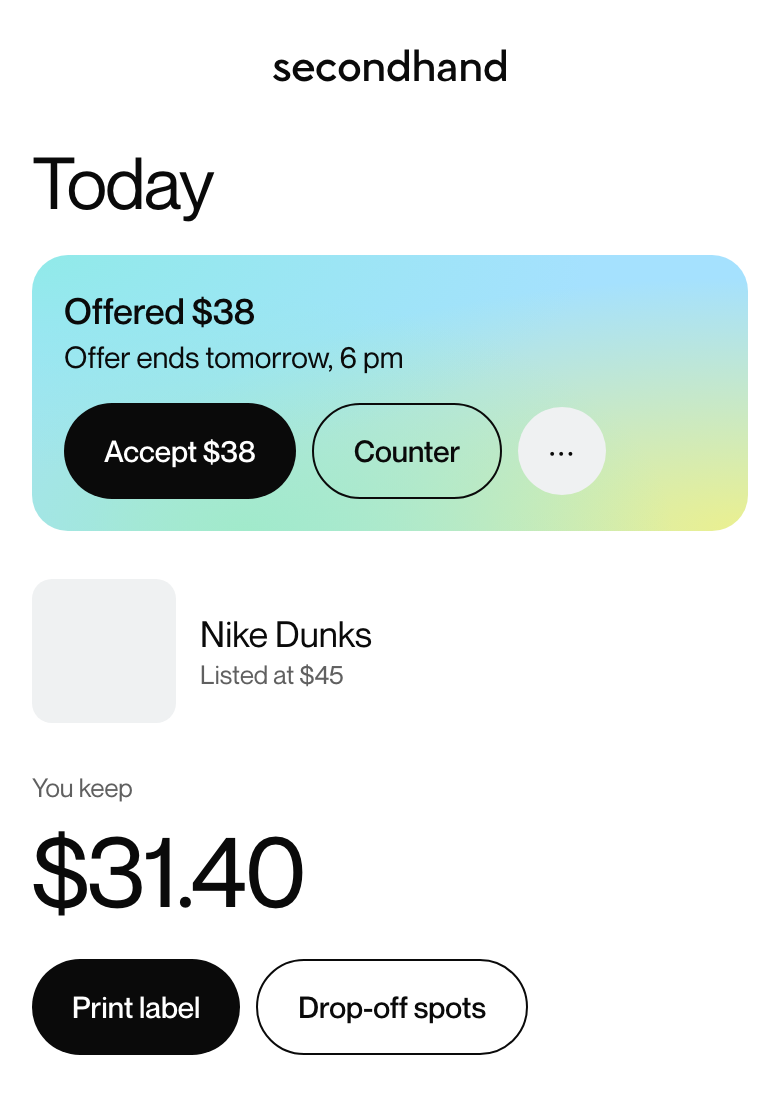 secondhand
Today
Offered $38
Offer ends tomorrow, 6 pm
Accept $38
Counter
...
Nike Dunks
Listed at $45
You keep
$31.40
Print label
Drop-off spots